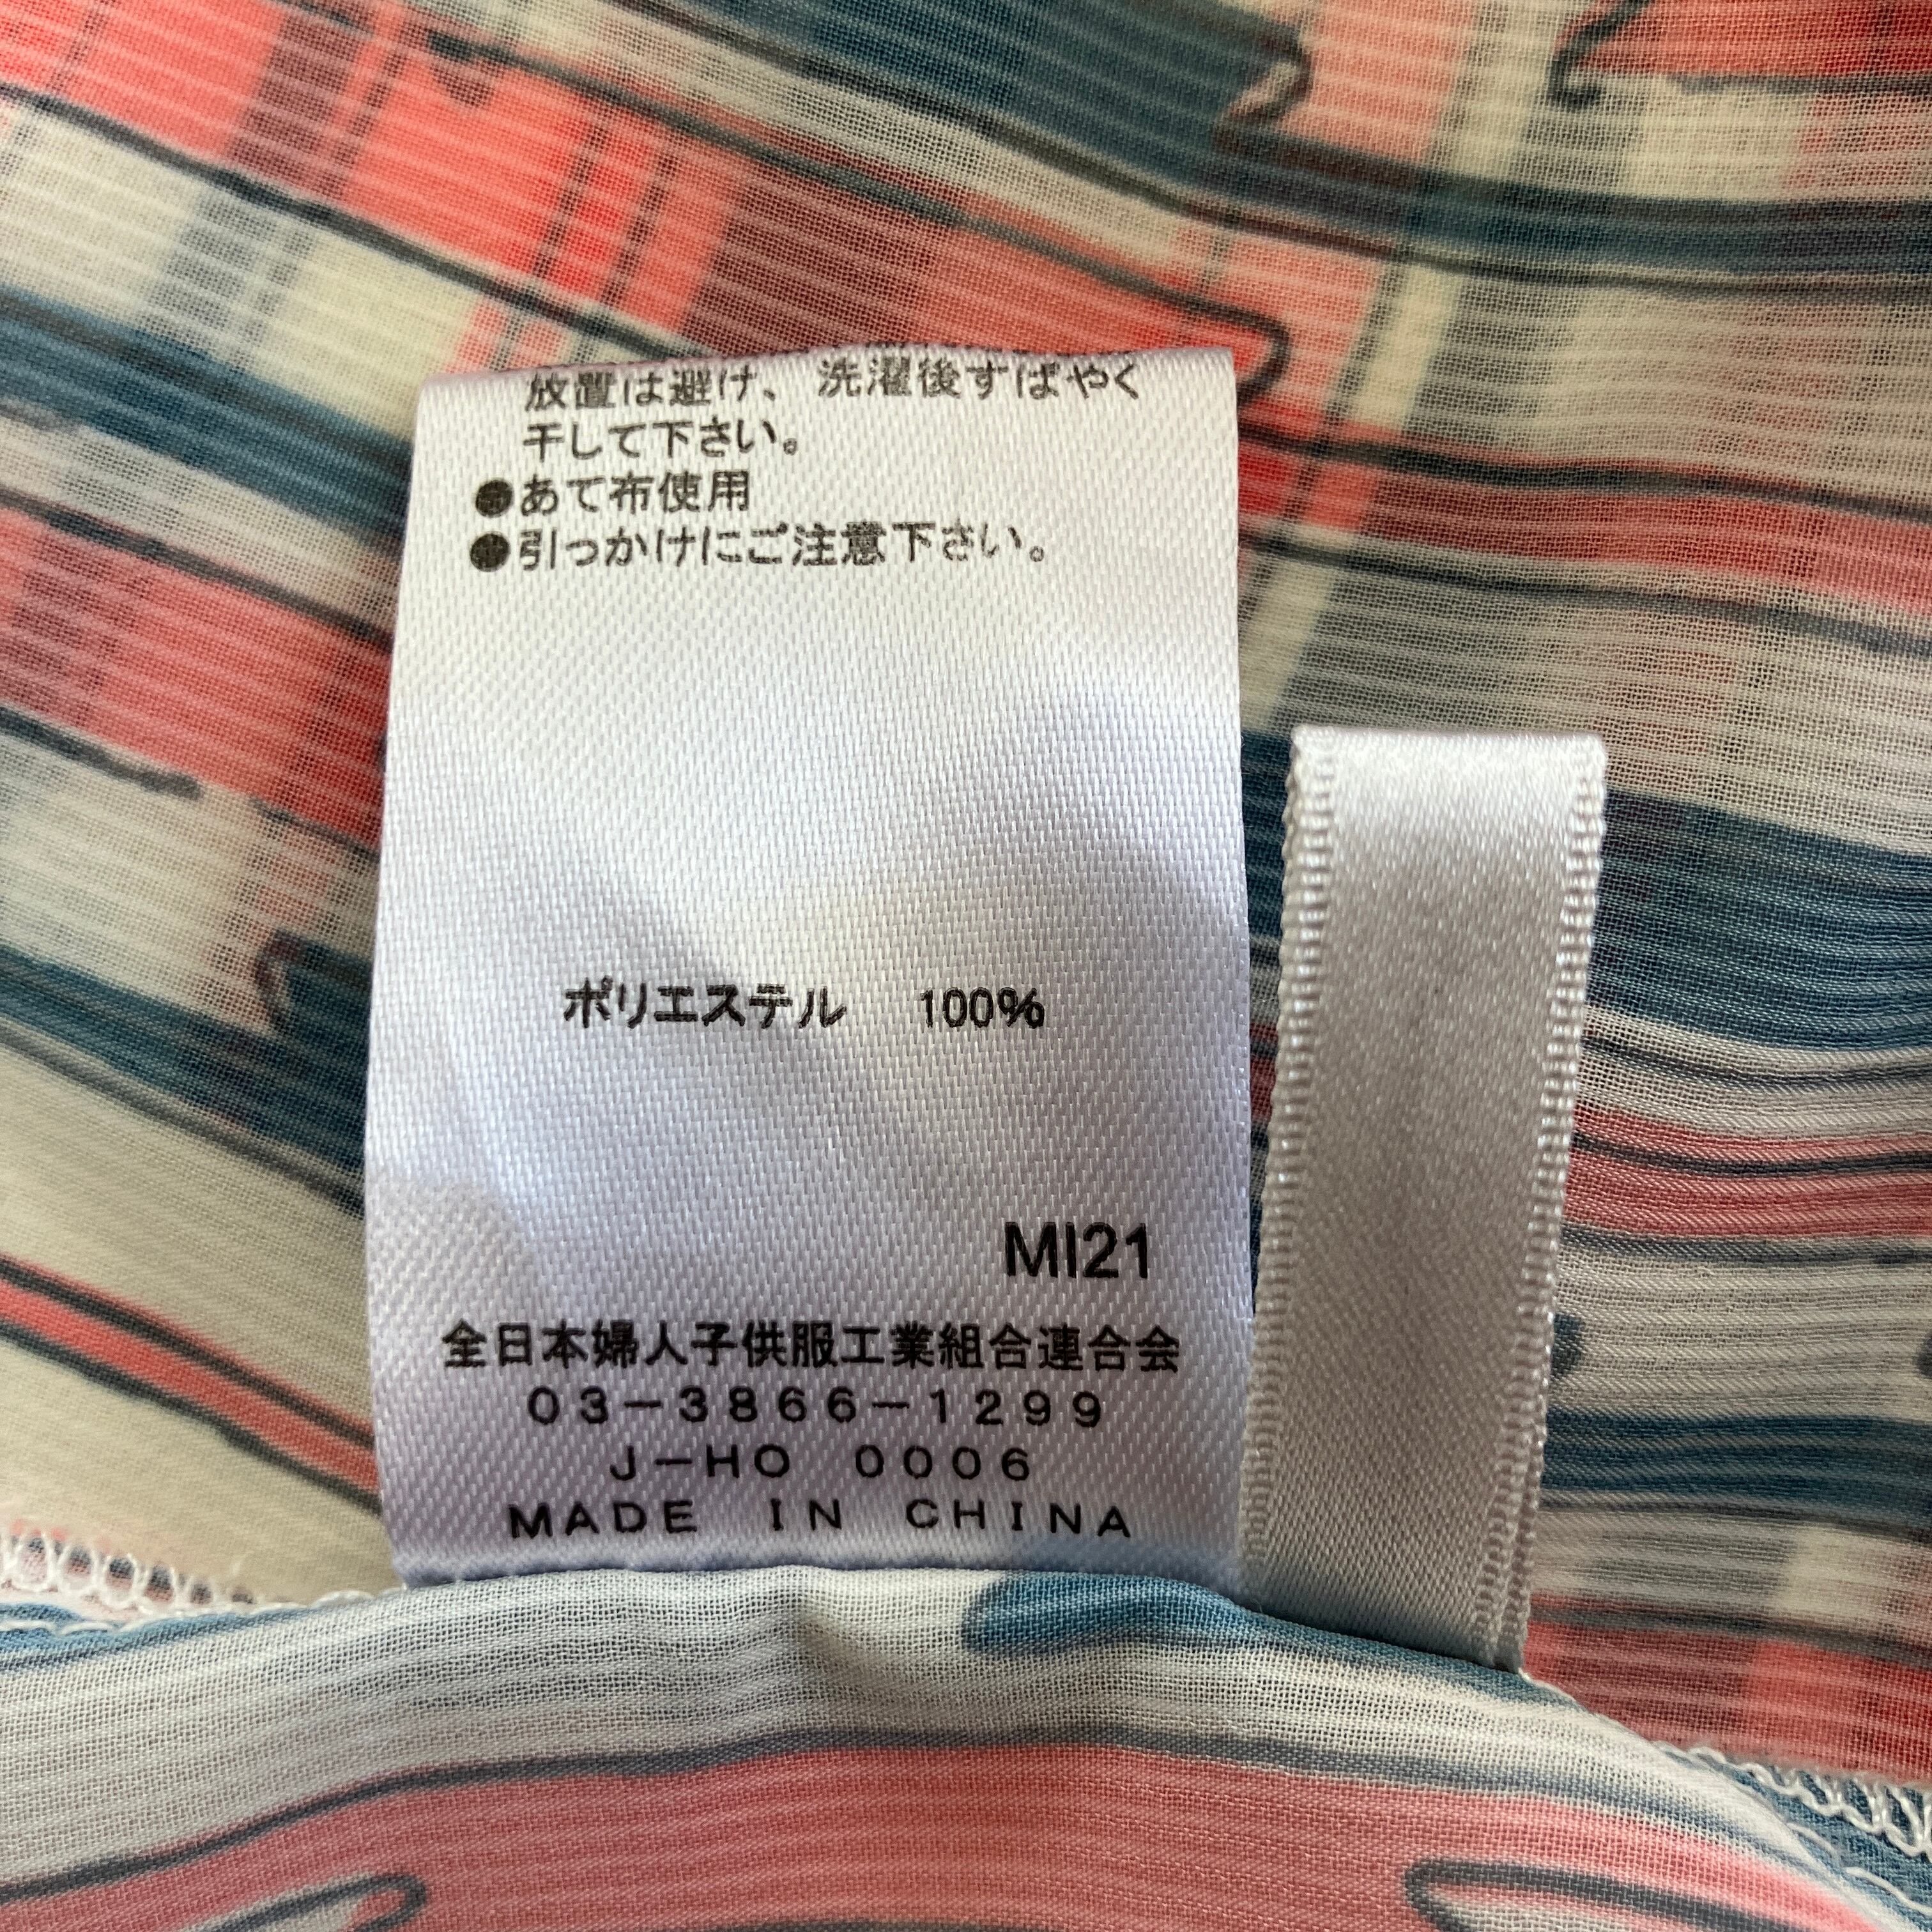 放置は避け、洗濯後すばやく
干して下さい。
●あて布使用
●引っかけにご注意下さい。
ポリエステル 100%
MI21
全日本婦人子供服工業組合連合会
03-3866-1299
J-HO 0006
MADE IN CHINA